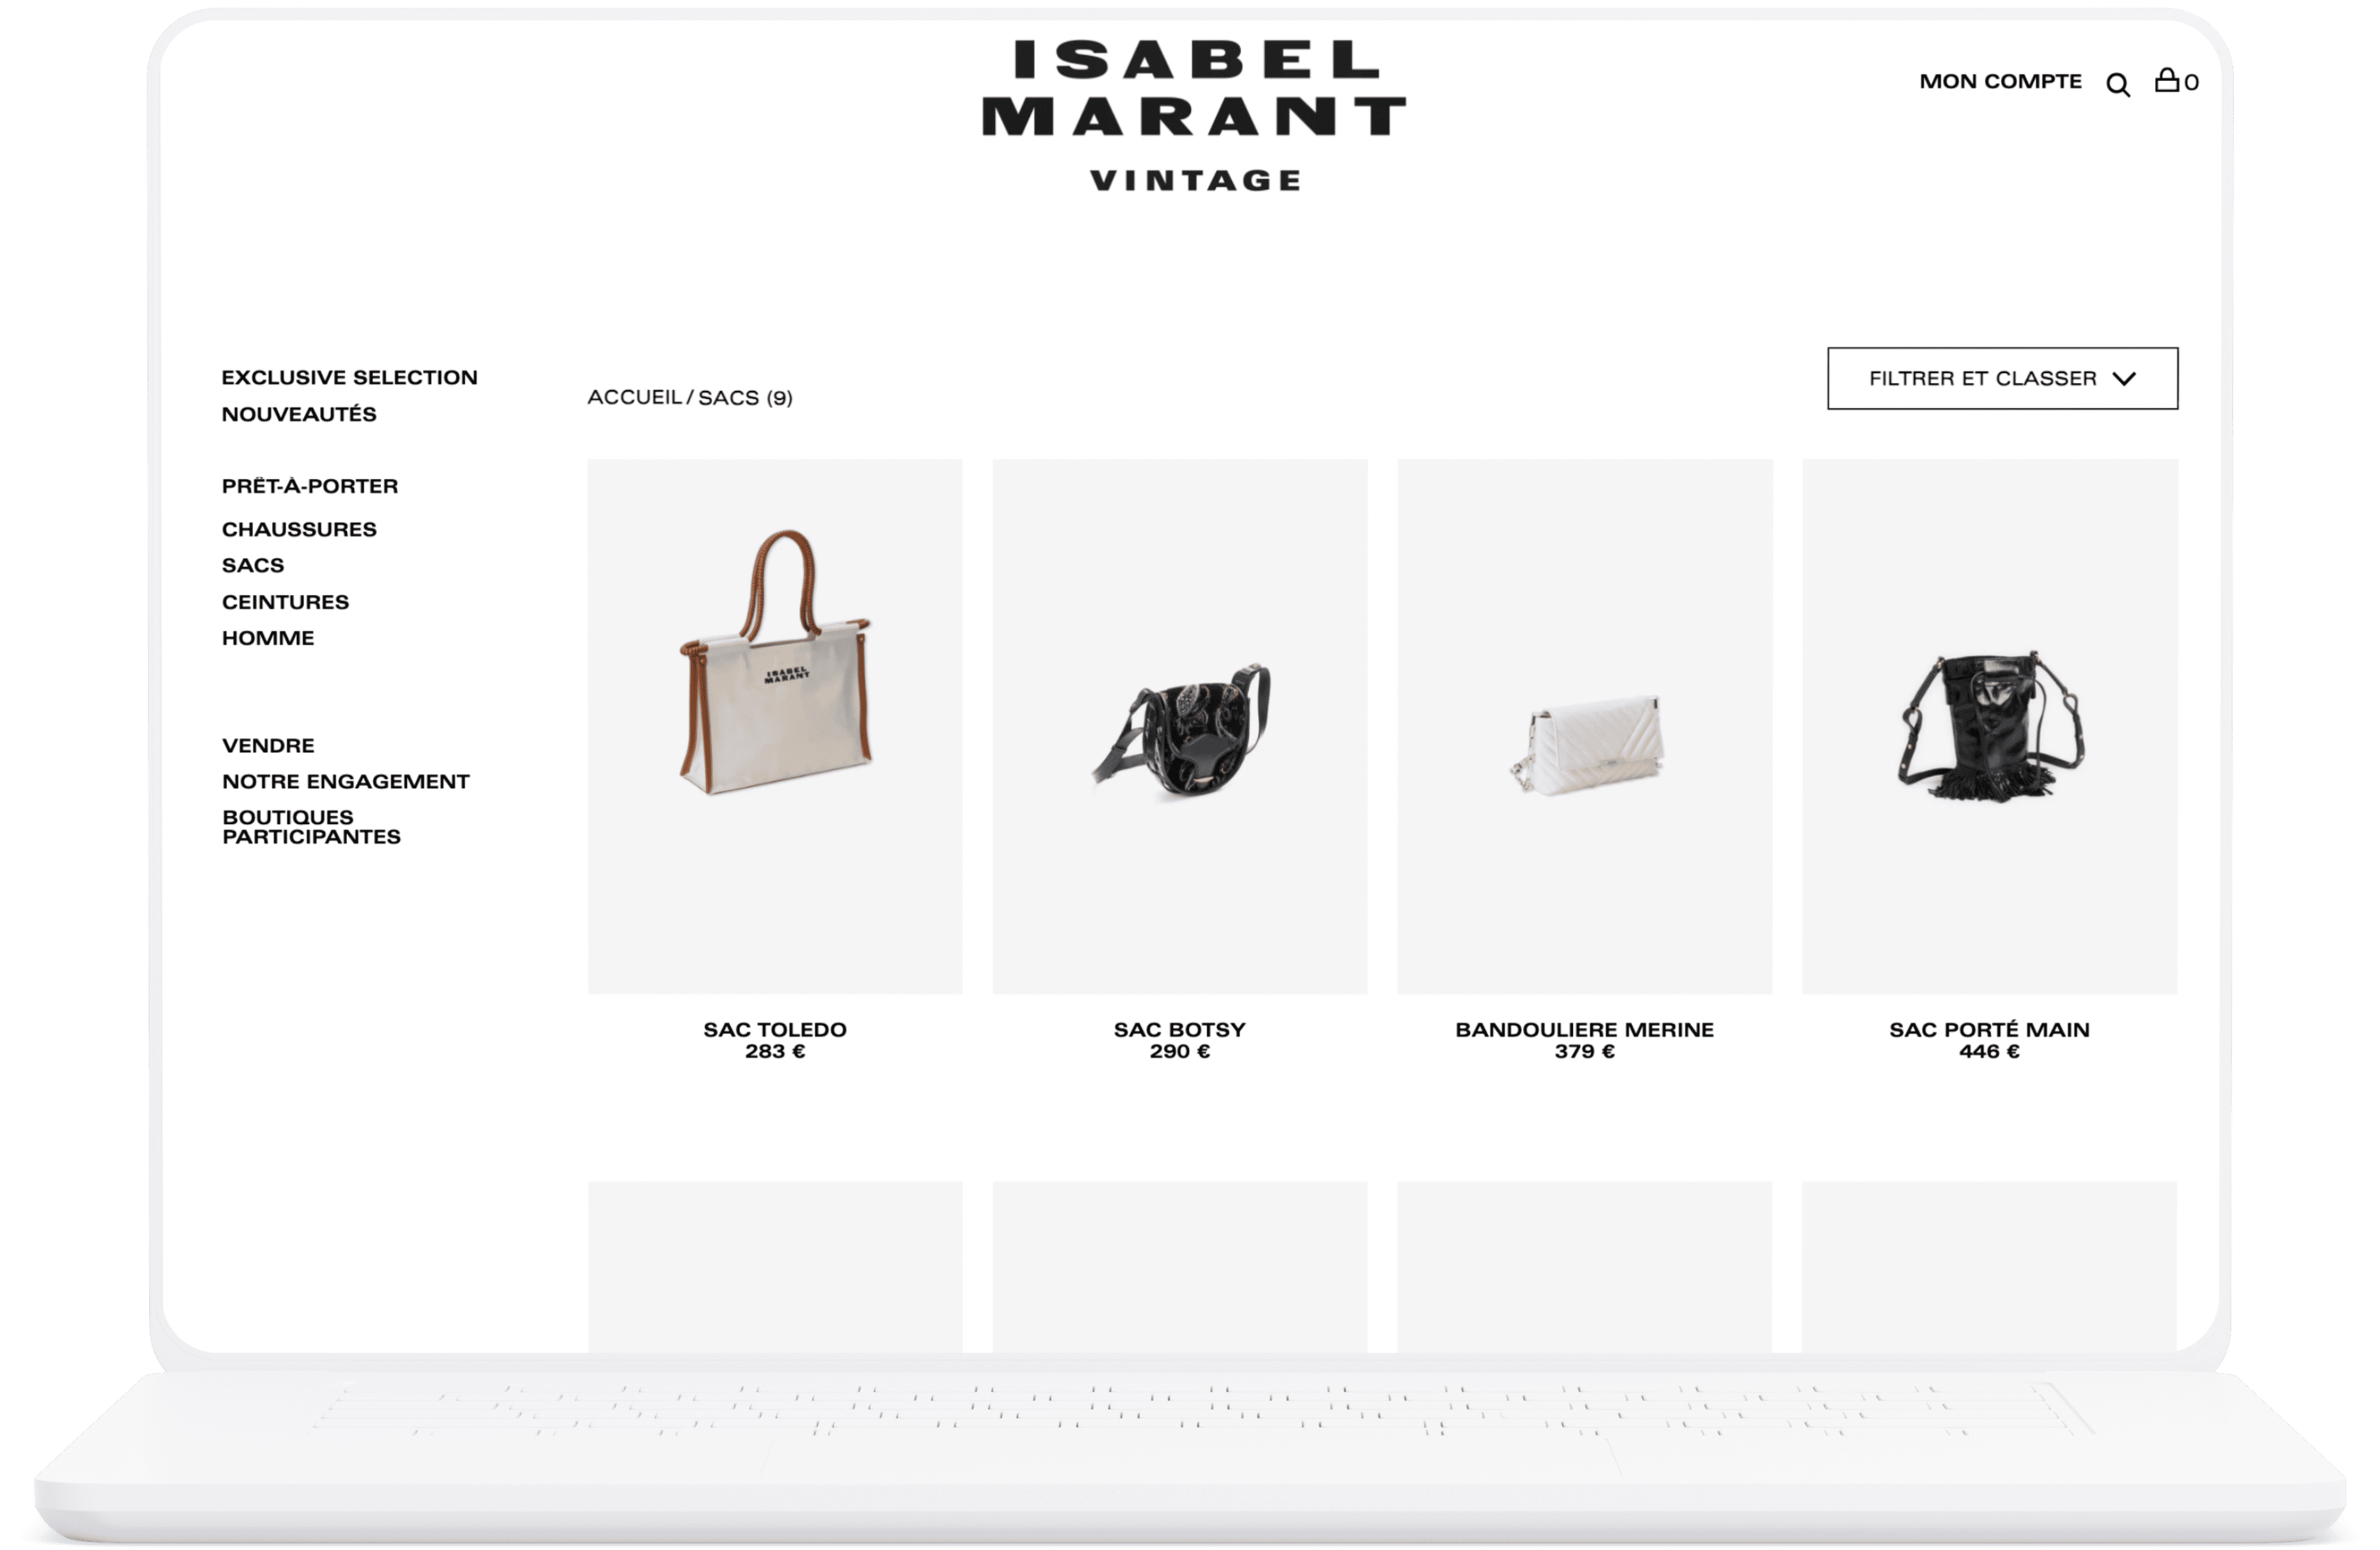 ISABEL
MARANT
VINTAGE
MON COMPTE
0
EXCLUSIVE SELECTION
NOUVEAUTÉS
PRÊT-À-PORTER
CHAUSSURES
SACS
CEINTURES
HOMME
VENDRE
NOTRE ENGAGEMENT
BOUTIQUES
PARTICIPANTES
ACCUEIL / SACS (9)
FILTRER ET CLASSER
ISABEL
MARANT
SAC TOLEDO
283 €
SAC BOTSY
290 €
BANDOULIERE MERINE
379 €
SAC PORTÉ MAIN
446 €